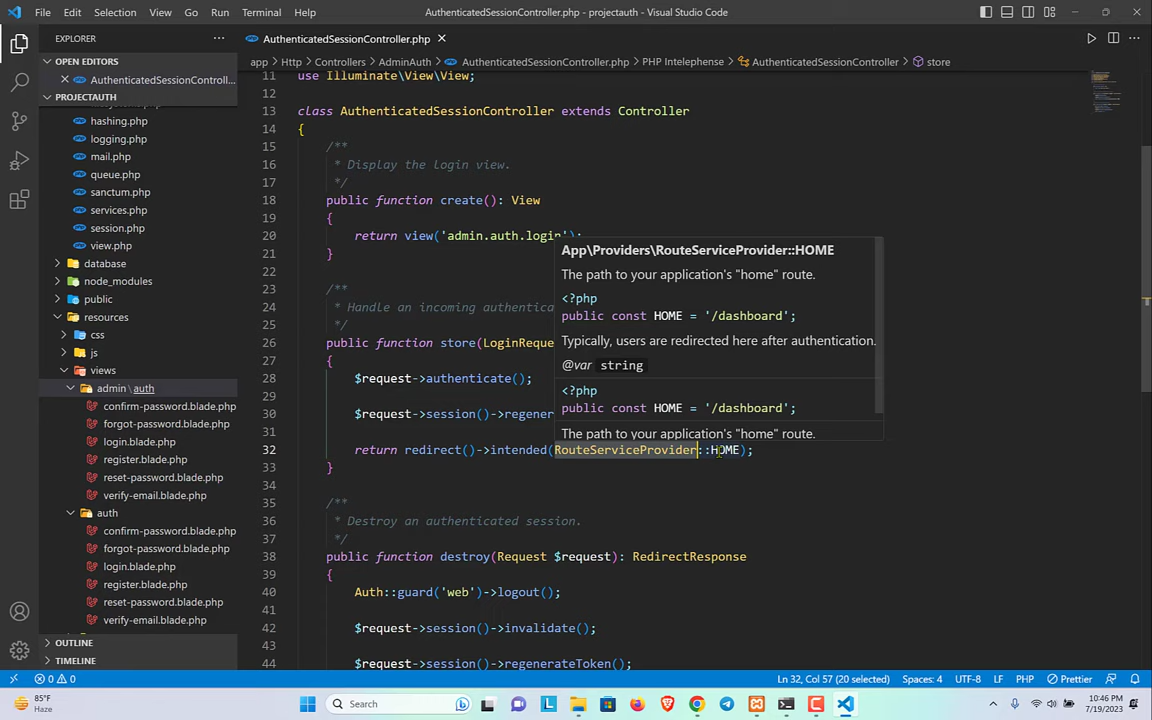 File Edit Selection View Go Run Terminal Help
AuthenticatedSessionController.php - projectauth - Visual Studio Code
EXPLORER
OPEN EDITORS
AuthenticatedSessionControll...
PROJECTAUTH
hashing.php
logging.php
mail.php
queue.php
sanctum.php
services.php
session.php
view.php
database
node_modules
public
resources
css
js
views
admin \ auth
confirm-password.blade.php
forgot-password.blade.php
login.blade.php
register.blade.php
reset-password.blade.php
verify-email.blade.php
auth
confirm-password.blade.php
forgot-password.blade.php
login.blade.php
register.blade.php
reset-password.blade.php
verify-email.blade.php
OUTLINE
TIMELINE
AuthenticatedSessionController.php
app > Http > Controllers > AdminAuth > AuthenticatedSessionController.php > PHP Intelephense > AuthenticatedSessionController > store
11 use Illuminate\View\View;
12
13 class AuthenticatedSessionController extends Controller
14 {
15 /**
16 * Display the login view.
17 */
18 public function create(): View
19 {
20 return view('admin.auth.login');
21 }
22
23 /**
24 * Handle an incoming authentica
25 */
26 public function store(LoginReque
27 {
28 $request->authenticate();
29
30 $request->session()->regener
31
32 return redirect()->intended(RouteServiceProvider::HOME);
33 }
34
35 /**
36 * Destroy an authenticated session.
37 */
38 public function destroy(Request $request): RedirectResponse
39 {
40 Auth::guard('web')->logout();
41
42 $request->session()->invalidate();
43
44 $request->session()->regenerateToken();
App\Providers\RouteServiceProvider::HOME
The path to your application's "home" route.
<?php
public const HOME = '/dashboard';
Typically, users are redirected here after authentication.
@var string
<?php
public const HOME = '/dashboard';
The path to your application's "home" route.
0 0
Ln 32, Col 57 (20 selected) Spaces: 4 UTF-8 LF PHP Prettier
85°F
Haze
Search
10:46 PM
7/19/2023